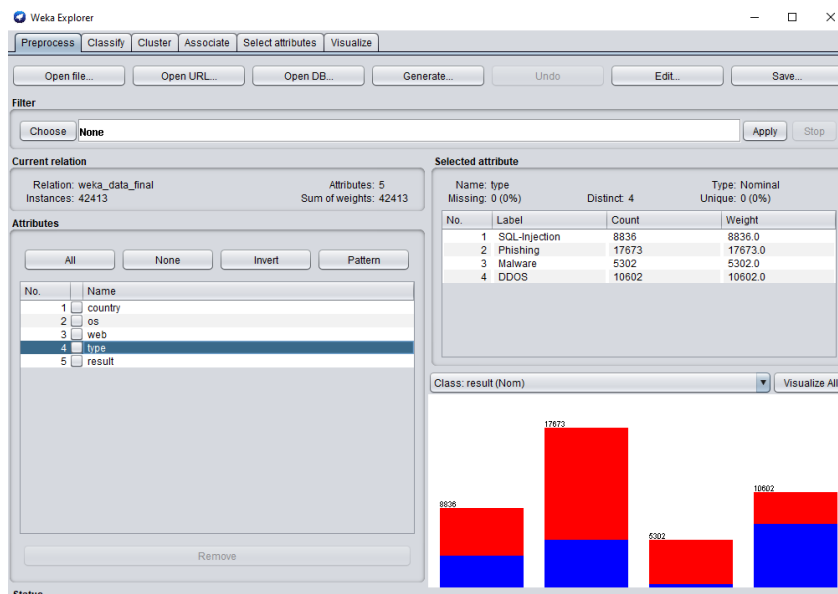 Weka Explorer
Preprocess Classify Cluster Associate Select attributes Visualize
Open file... Open URL... Open DB... Generate... Undo Edit... Save...
Filter
Choose None Apply Stop
Current relation
Relation: weka_data_final Attributes: 5
Instances: 42413 Sum of weights: 42413
Attributes
All None Invert Pattern
No. Name
1 country
2 os
3 web
4 type
5 result
Remove
Selected attribute
Name: type Type: Nominal
Missing: 0 (0%) Distinct: 4 Unique: 0 (0%)
No. Label Count Weight
1 SQL-Injection 8836 8836.0
2 Phishing 17673 17673.0
3 Malware 5302 5302.0
4 DDOS 10602 10602.0
Class: result (Nom) Visualize All
17673
10602
8836
5302
Status